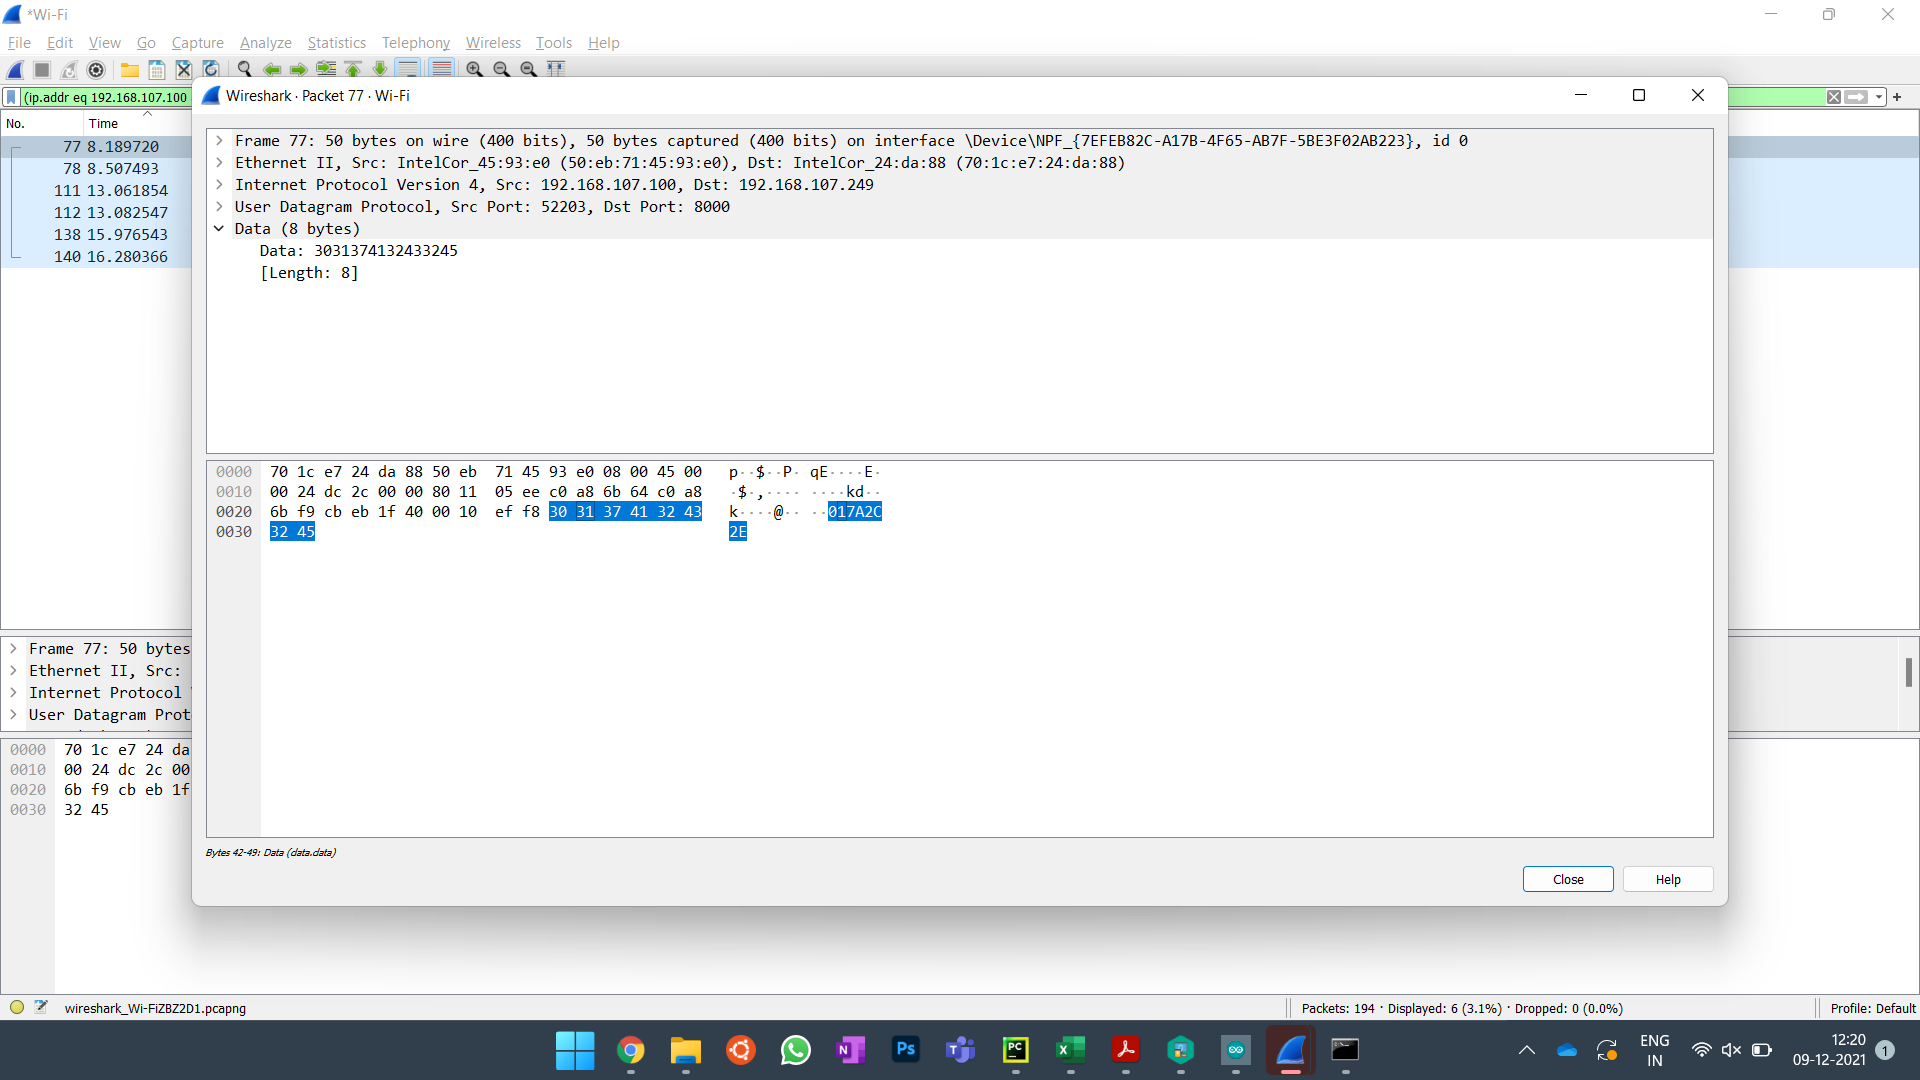 *Wi-Fi
File Edit View Go Capture Analyze Statistics Telephony Wireless Tools Help
(ip.addr eq 192.168.107.100
No. Time
77 8.189720
78 8.507493
111 13.061854
112 13.082547
138 15.976543
140 16.280366
Wireshark · Packet 77 · Wi-Fi
Frame 77: 50 bytes on wire (400 bits), 50 bytes captured (400 bits) on interface \Device\NPF_{7EFEB82C-A17B-4F65-AB7F-5BE3F02AB223}, id 0
Ethernet II, Src: IntelCor_45:93:e0 (50:eb:71:45:93:e0), Dst: IntelCor_24:da:88 (70:1c:e7:24:da:88)
Internet Protocol Version 4, Src: 192.168.107.100, Dst: 192.168.107.249
User Datagram Protocol, Src Port: 52203, Dst Port: 8000
Data (8 bytes)
Data: 3031374132433245
[Length: 8]
0000 70 1c e7 24 da 88 50 eb 71 45 93 e0 08 00 45 00 p··$··P· qE····E·
0010 00 24 dc 2c 00 00 80 11 05 ee c0 a8 6b 64 c0 a8 ·$·,···· ····kd··
0020 6b f9 cb eb 1f 40 00 10 ef f8 30 31 37 41 32 43 k····@·· ··017A2C
0030 32 45 2E
Bytes 42-49: Data (data.data)
Close Help
Frame 77: 50 bytes
Ethernet II, Src:
Internet Protocol
User Datagram Prot
0000 70 1c e7 24 da
0010 00 24 dc 2c 00
0020 6b f9 cb eb 1f
0030 32 45
wireshark_Wi-FiZBZ2D1.pcapng
Packets: 194 · Displayed: 6 (3.1%) · Dropped: 0 (0.0%)
Profile: Default
N Ps T PC X
ENG
IN
12:20
09-12-2021
1